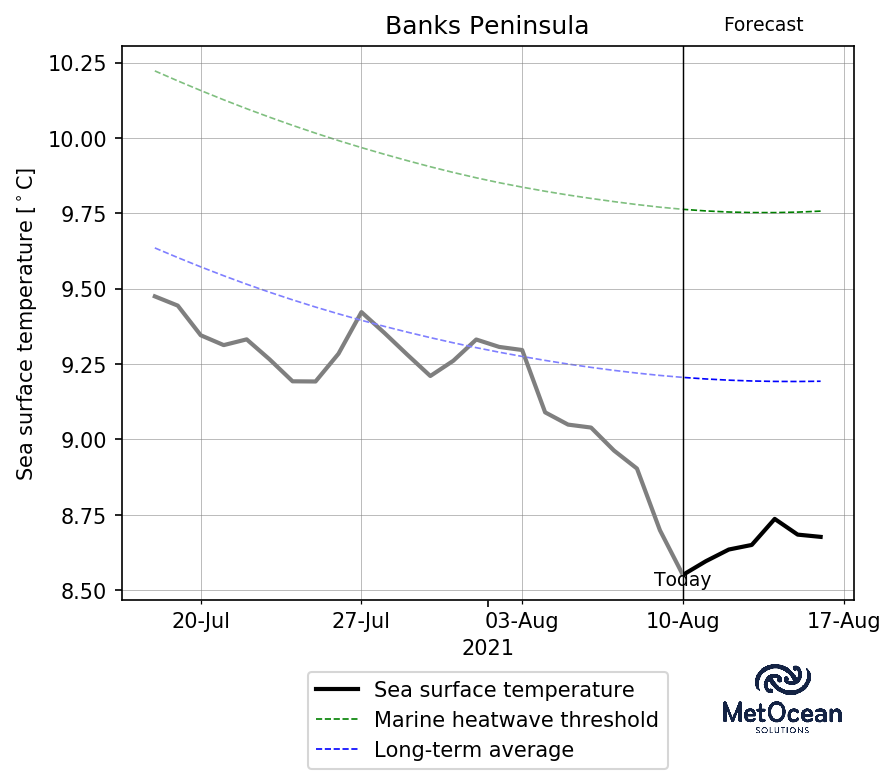 Banks Peninsula
Forecast
Sea surface temperature [°C]
10.25
10.00
9.75
9.50
9.25
9.00
8.75
8.50
Today
20-Jul 27-Jul 03-Aug 10-Aug 17-Aug
2021
Sea surface temperature
Marine heatwave threshold
Long-term average
MetOcean
SOLUTIONS